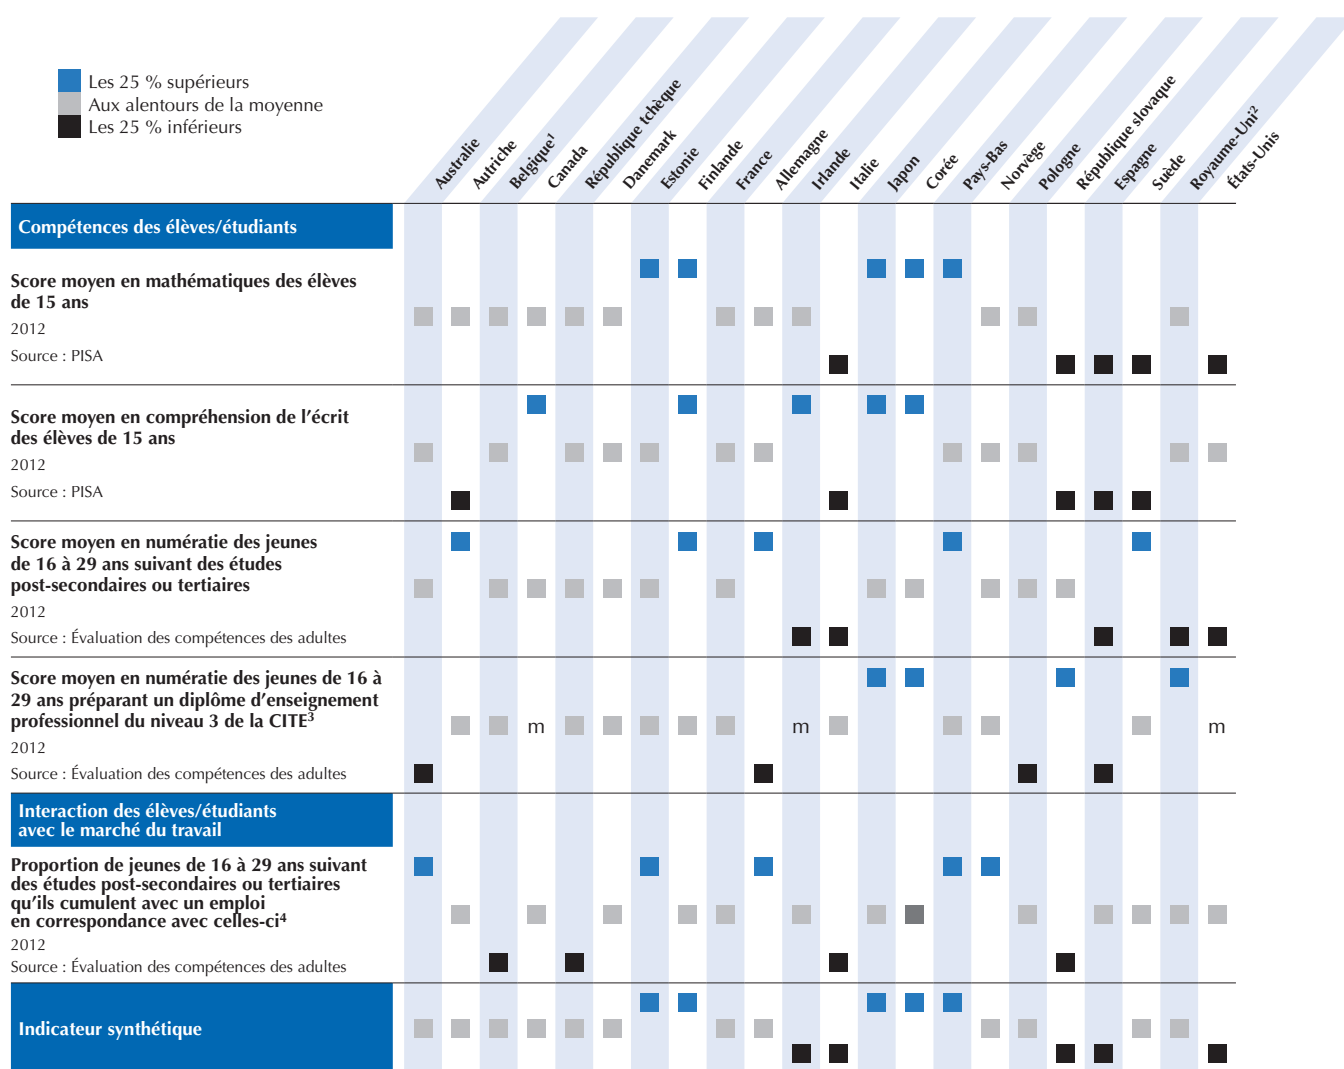 Les 25 % supérieurs
Aux alentours de la moyenne
Les 25 % inférieurs
Australie
Autriche
Belgique1
Canada
République tchèque
Danemark
Estonie
Finlande
France
Allemagne
Irlande
Italie
Japon
Corée
Pays-Bas
Norvège
Pologne
République slovaque
Espagne
Suède
Royaume-Uni2
États-Unis
Compétences des élèves/étudiants
Score moyen en mathématiques des élèves
de 15 ans
2012
Source : PISA
Score moyen en compréhension de l'écrit
des élèves de 15 ans
2012
Source : PISA
Score moyen en numératie des jeunes
de 16 à 29 ans suivant des études
post-secondaires ou tertiaires
2012
Source : Évaluation des compétences des adultes
Score moyen en numératie des jeunes de 16 à
29 ans préparant un diplôme d'enseignement
professionnel du niveau 3 de la CITE3
m m m
2012
Source : Évaluation des compétences des adultes
Interaction des élèves/étudiants
avec le marché du travail
Proportion de jeunes de 16 à 29 ans suivant
des études post-secondaires ou tertiaires
qu'ils cumulent avec un emploi
en correspondance avec celles-ci4
2012
Source : Évaluation des compétences des adultes
Indicateur synthétique